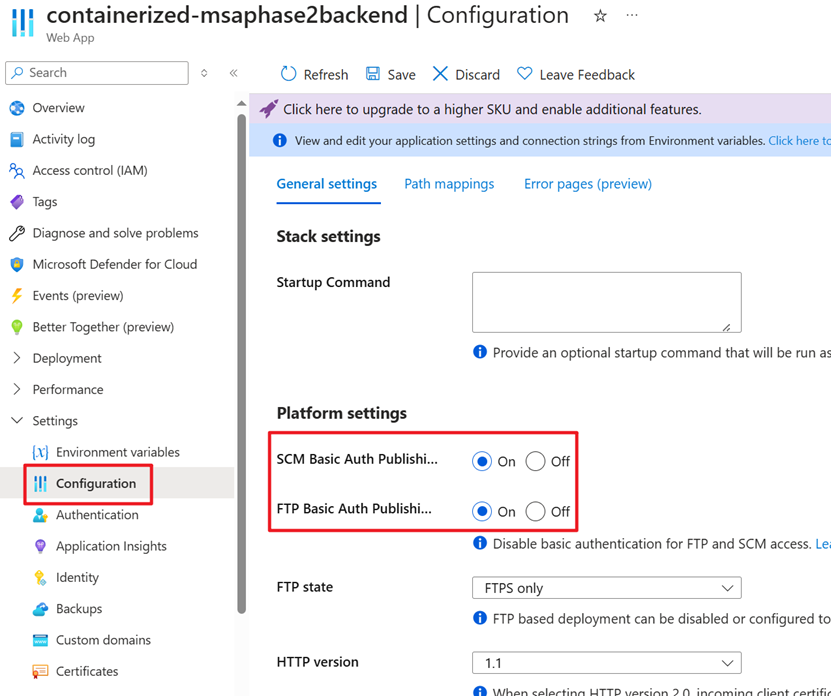 containerized-msaphase2backend | Configuration
Web App
Search
Refresh
Save
Discard
Leave Feedback
Overview
Activity log
Access control (IAM)
Tags
Diagnose and solve problems
Microsoft Defender for Cloud
Events (preview)
Better Together (preview)
Deployment
Performance
Settings
Environment variables
Configuration
Authentication
Application Insights
Identity
Backups
Custom domains
Certificates
Click here to upgrade to a higher SKU and enable additional features.
View and edit your application settings and connection strings from Environment variables. Click here to
General settings
Path mappings
Error pages (preview)
Stack settings
Startup Command
Provide an optional startup command that will be run as
Platform settings
SCM Basic Auth Publishi... On Off
FTP Basic Auth Publishi... On Off
Disable basic authentication for FTP and SCM access. Lea
FTP state FTPS only
FTP based deployment can be disabled or configured to
HTTP version 1.1
When selecting HTTP version 2.0, incoming client certific